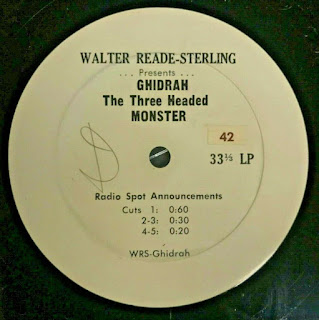 WALTER READE-STERLING
... Presents ...
GHIDRAH
The Three Headed
MONSTER
42
33⅓ LP
Radio Spot Announcements
Cuts 1: 0:60
2-3: 0:30
4-5: 0:20
WRS-Ghidrah